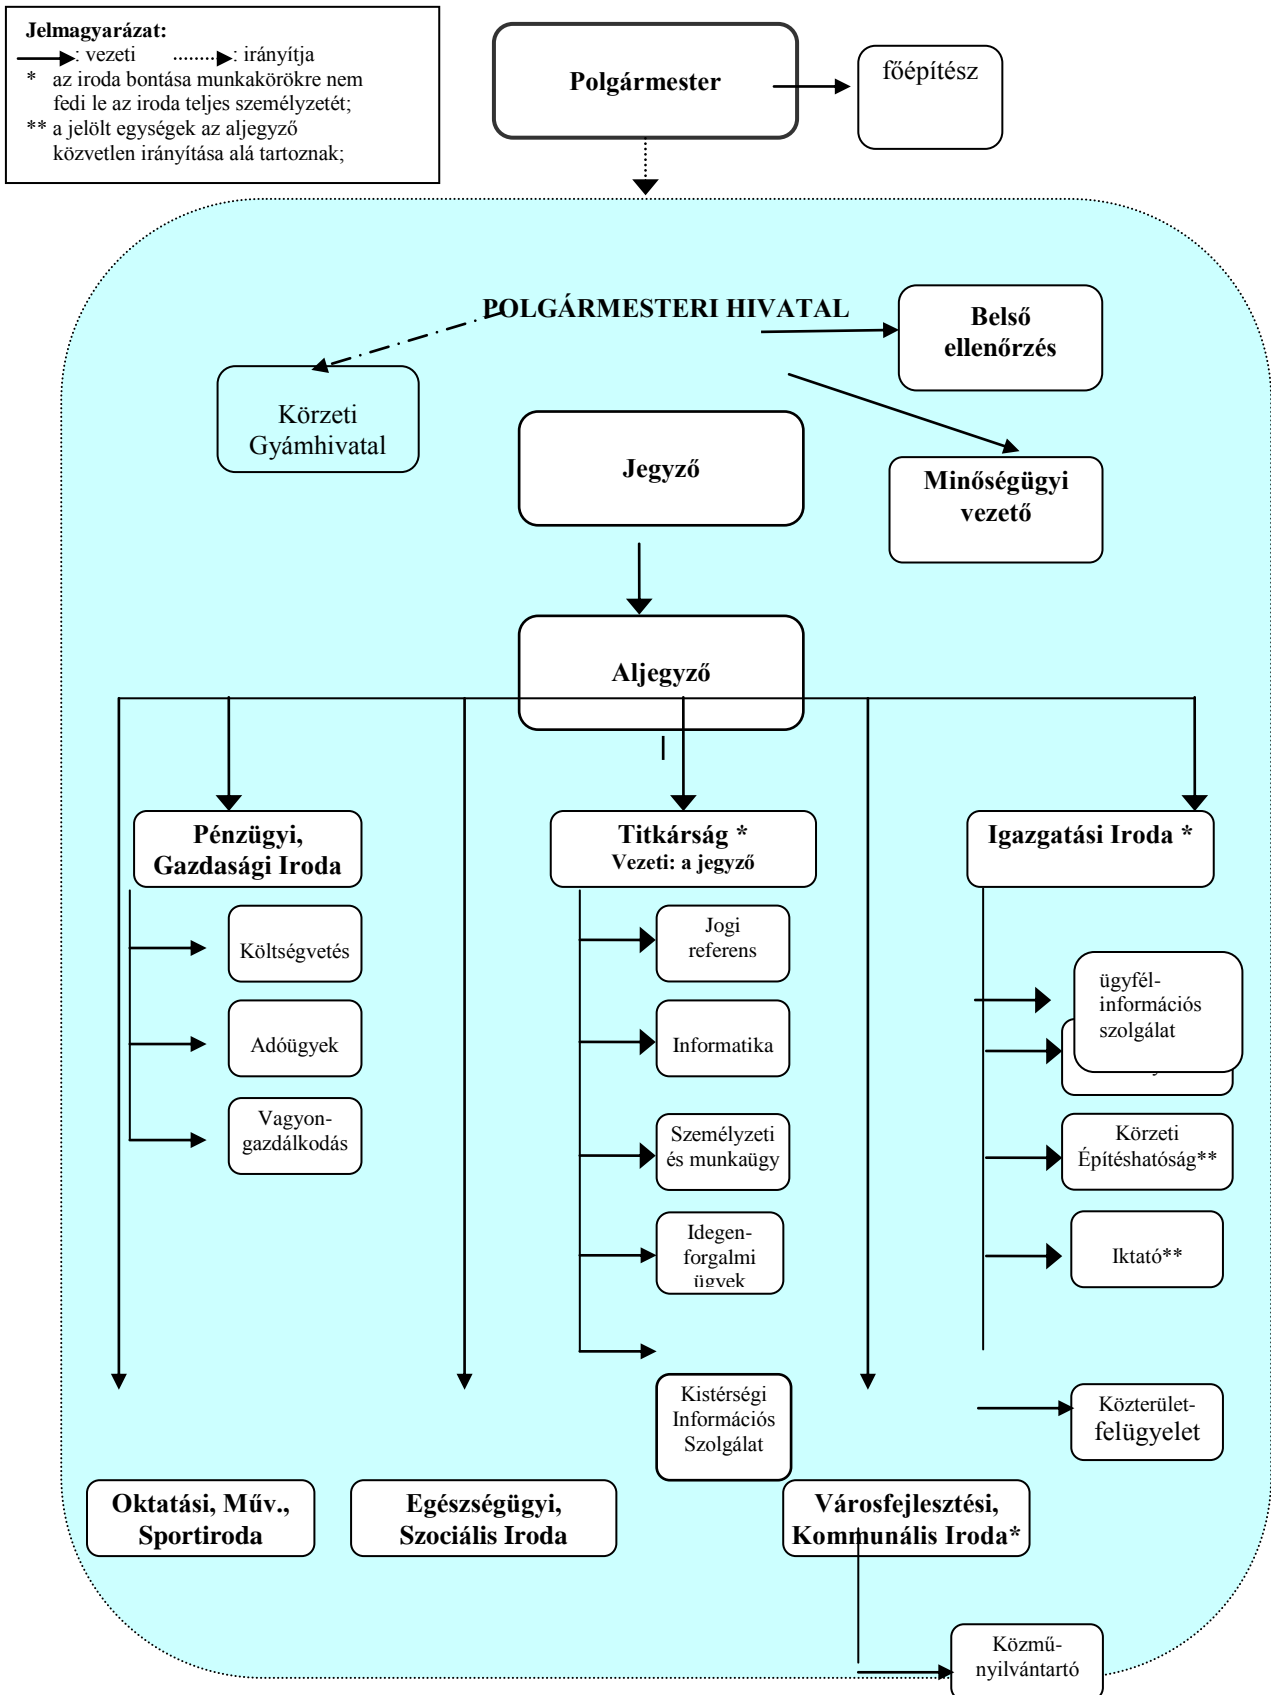 Jelmagyarázat:
: vezeti ........ : irányítja
* az iroda bontása munkakörökre nem
fedi le az iroda teljes személyzetét;
** a jelölt egységek az aljegyző
közvetlen irányítása alá tartoznak;
Polgármester
főépítész
POLGÁRMESTERI HIVATAL
Belső
ellenőrzés
Körzeti
Gyámhivatal
Jegyző
Minőségügyi
vezető
Aljegyző
Pénzügyi,
Gazdasági Iroda
Titkárság *
Vezeti: a jegyző
Igazgatási Iroda *
Költségvetés
Adóügyek
Vagyon-
gazdálkodás
Jogi
referens
Informatika
Személyzeti
és munkaügy
Idegen-
forgalmi
ügyek
Kistérségi
Információs
Szolgálat
ügyfél-
információs
szolgálat
Körzeti
Építéshatóság**
Iktató**
Közterület-
felügyelet
Oktatási, Műv.,
Sportiroda
Egészségügyi,
Szociális Iroda
Városfejlesztési,
Kommunális Iroda*
Közmű-
nyilvántartó